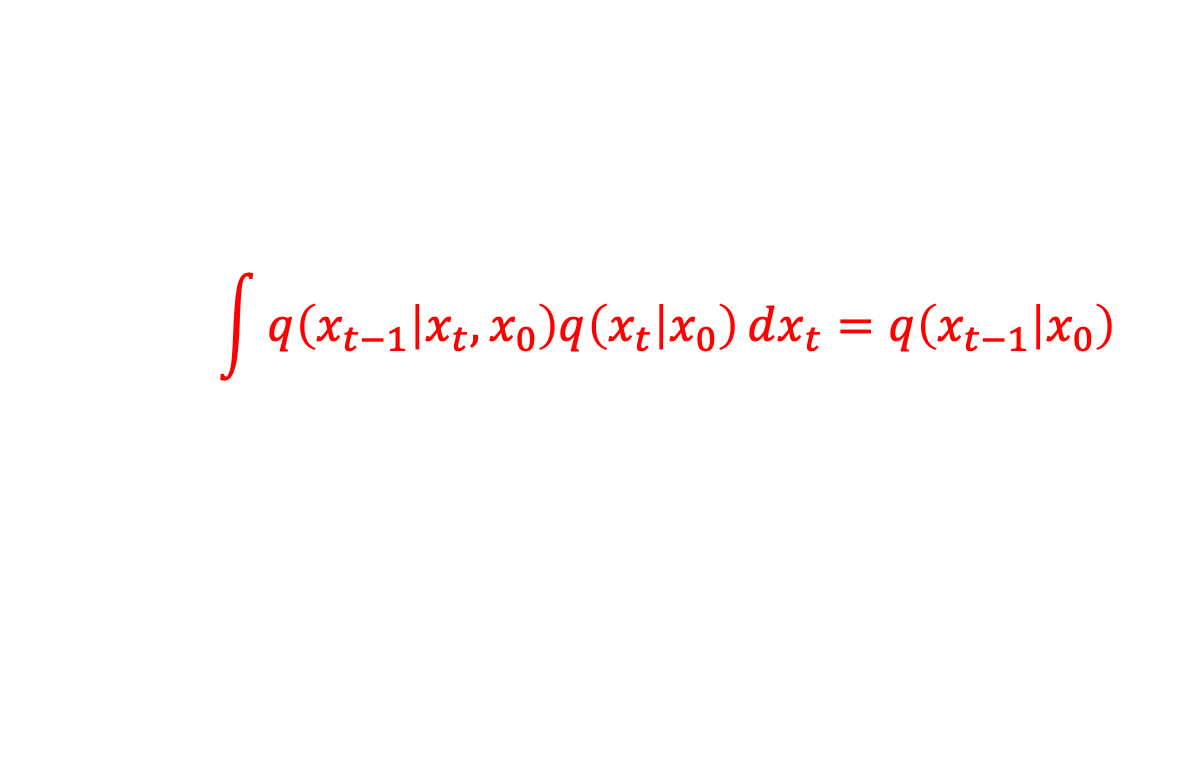 ∫ q(x_{t−1}|x_t, x_0)q(x_t|x_0) dx_t = q(x_{t−1}|x_0)